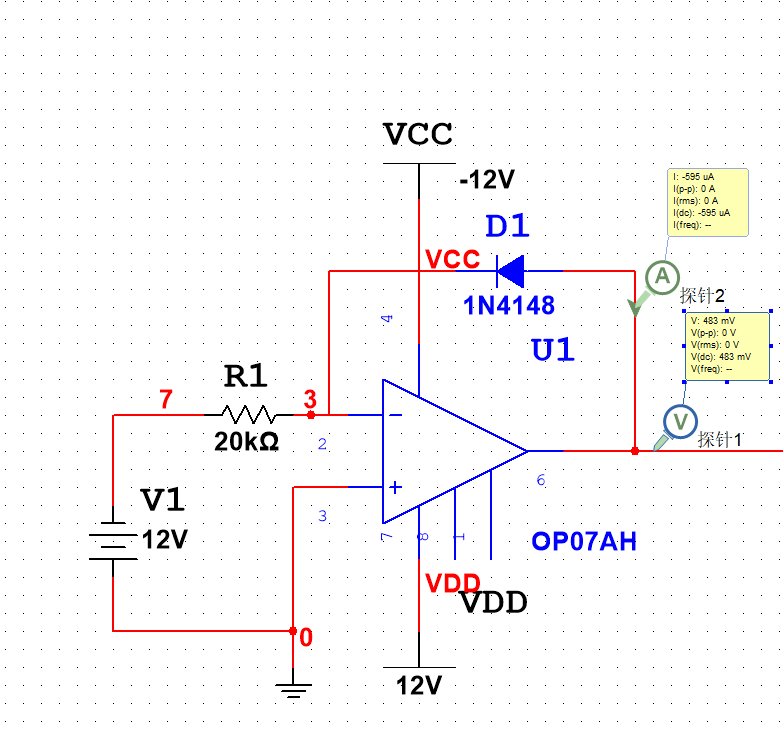 VCC
-12V
I: -595 uA
I(p-p): 0 A
I(rms): 0 A
I(dc): -595 uA
I(freq): --
D1
VCC
A
探针2
1N4148
4
U1
V: 483 mV
V(p-p): 0 V
V(rms): 0 V
V(dc): 483 mV
V(freq): --
R1
7
3
20kΩ
2
V
探针1
6
V1
12V
3
7
8
1
OP07AH
VDD
VDD
0
12V